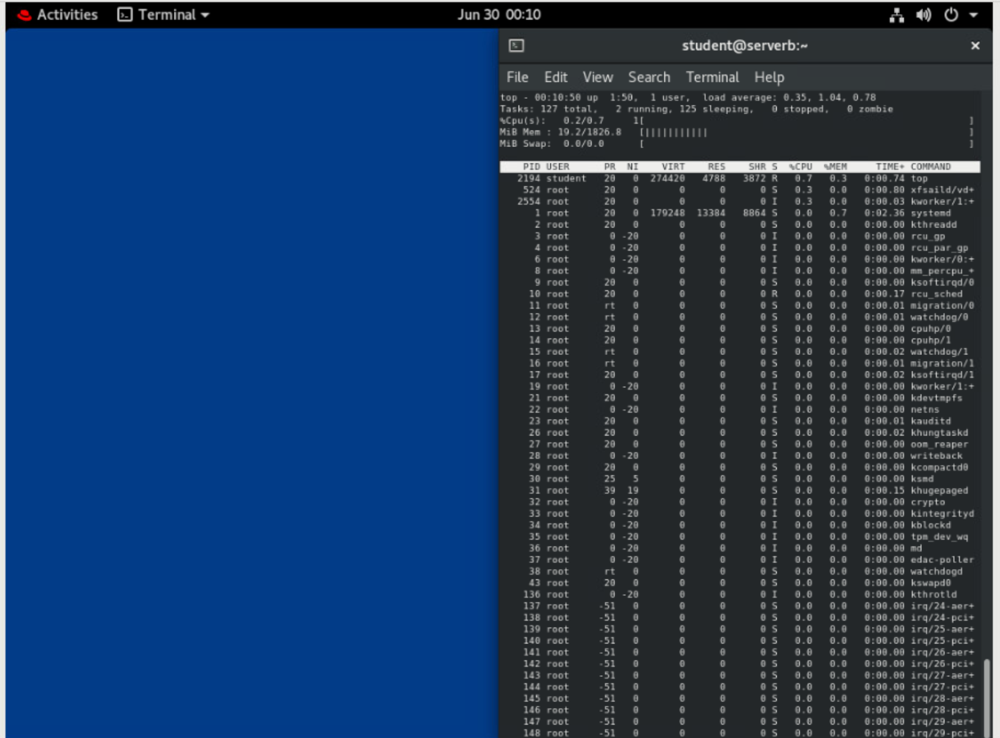 Activities Terminal Jun 30 00:10
student@serverb:~
File Edit View Search Terminal Help
top - 00:10:50 up 1:50, 1 user, load average: 0.35, 1.04, 0.78
Tasks: 127 total, 2 running, 125 sleeping, 0 stopped, 0 zombie
%Cpu(s): 0.2/0.7 1[ ]
MiB Mem : 19.2/1826.8 [||||||||||| ]
MiB Swap: 0.0/0.0 [ ]
PID USER PR NI VIRT RES SHR S %CPU %MEM TIME+ COMMAND
2194 student 20 0 274420 4788 3872 R 0.7 0.3 0:00.74 top
524 root 20 0 0 0 0 S 0.3 0.0 0:00.80 xfsaild/vd+
2554 root 20 0 0 0 0 I 0.3 0.0 0:00.03 kworker/1:+
1 root 20 0 179248 13384 8864 S 0.0 0.7 0:02.36 systemd
2 root 20 0 0 0 0 S 0.0 0.0 0:00.00 kthreadd
3 root 0 -20 0 0 0 I 0.0 0.0 0:00.00 rcu_gp
4 root 0 -20 0 0 0 I 0.0 0.0 0:00.00 rcu_par_gp
6 root 0 -20 0 0 0 I 0.0 0.0 0:00.00 kworker/0:+
8 root 0 -20 0 0 0 I 0.0 0.0 0:00.00 mm_percpu_+
9 root 20 0 0 0 0 S 0.0 0.0 0:00.00 ksoftirqd/0
10 root 20 0 0 0 0 R 0.0 0.0 0:00.17 rcu_sched
11 root rt 0 0 0 0 S 0.0 0.0 0:00.01 migration/0
12 root rt 0 0 0 0 S 0.0 0.0 0:00.01 watchdog/0
13 root 20 0 0 0 0 S 0.0 0.0 0:00.00 cpuhp/0
14 root 20 0 0 0 0 S 0.0 0.0 0:00.00 cpuhp/1
15 root rt 0 0 0 0 S 0.0 0.0 0:00.02 watchdog/1
16 root rt 0 0 0 0 S 0.0 0.0 0:00.01 migration/1
17 root 20 0 0 0 0 S 0.0 0.0 0:00.02 ksoftirqd/1
19 root 0 -20 0 0 0 I 0.0 0.0 0:00.00 kworker/1:+
21 root 20 0 0 0 0 S 0.0 0.0 0:00.00 kdevtmpfs
22 root 0 -20 0 0 0 I 0.0 0.0 0:00.00 netns
23 root 20 0 0 0 0 S 0.0 0.0 0:00.01 kauditd
26 root 20 0 0 0 0 S 0.0 0.0 0:00.02 khungtaskd
27 root 20 0 0 0 0 S 0.0 0.0 0:00.00 oom_reaper
28 root 0 -20 0 0 0 I 0.0 0.0 0:00.00 writeback
29 root 20 0 0 0 0 S 0.0 0.0 0:00.00 kcompactd0
30 root 25 5 0 0 0 S 0.0 0.0 0:00.00 ksmd
31 root 39 19 0 0 0 S 0.0 0.0 0:00.15 khugepaged
32 root 0 -20 0 0 0 I 0.0 0.0 0:00.00 crypto
33 root 0 -20 0 0 0 I 0.0 0.0 0:00.00 kintegrityd
34 root 0 -20 0 0 0 I 0.0 0.0 0:00.00 kblockd
35 root 0 -20 0 0 0 I 0.0 0.0 0:00.00 tpm_dev_wq
36 root 0 -20 0 0 0 I 0.0 0.0 0:00.00 md
37 root 0 -20 0 0 0 I 0.0 0.0 0:00.00 edac-poller
38 root rt 0 0 0 0 S 0.0 0.0 0:00.00 watchdogd
43 root 20 0 0 0 0 S 0.0 0.0 0:00.00 kswapd0
136 root 0 -20 0 0 0 I 0.0 0.0 0:00.00 kthrotld
137 root -51 0 0 0 0 S 0.0 0.0 0:00.00 irq/24-aer+
138 root -51 0 0 0 0 S 0.0 0.0 0:00.00 irq/24-pci+
139 root -51 0 0 0 0 S 0.0 0.0 0:00.00 irq/25-aer+
140 root -51 0 0 0 0 S 0.0 0.0 0:00.00 irq/25-pci+
141 root -51 0 0 0 0 S 0.0 0.0 0:00.00 irq/26-aer+
142 root -51 0 0 0 0 S 0.0 0.0 0:00.00 irq/26-pci+
143 root -51 0 0 0 0 S 0.0 0.0 0:00.00 irq/27-aer+
144 root -51 0 0 0 0 S 0.0 0.0 0:00.00 irq/27-pci+
145 root -51 0 0 0 0 S 0.0 0.0 0:00.00 irq/28-aer+
146 root -51 0 0 0 0 S 0.0 0.0 0:00.00 irq/28-pci+
147 root -51 0 0 0 0 S 0.0 0.0 0:00.00 irq/29-aer+
148 root -51 0 0 0 0 S 0.0 0.0 0:00.00 irq/29-pci+